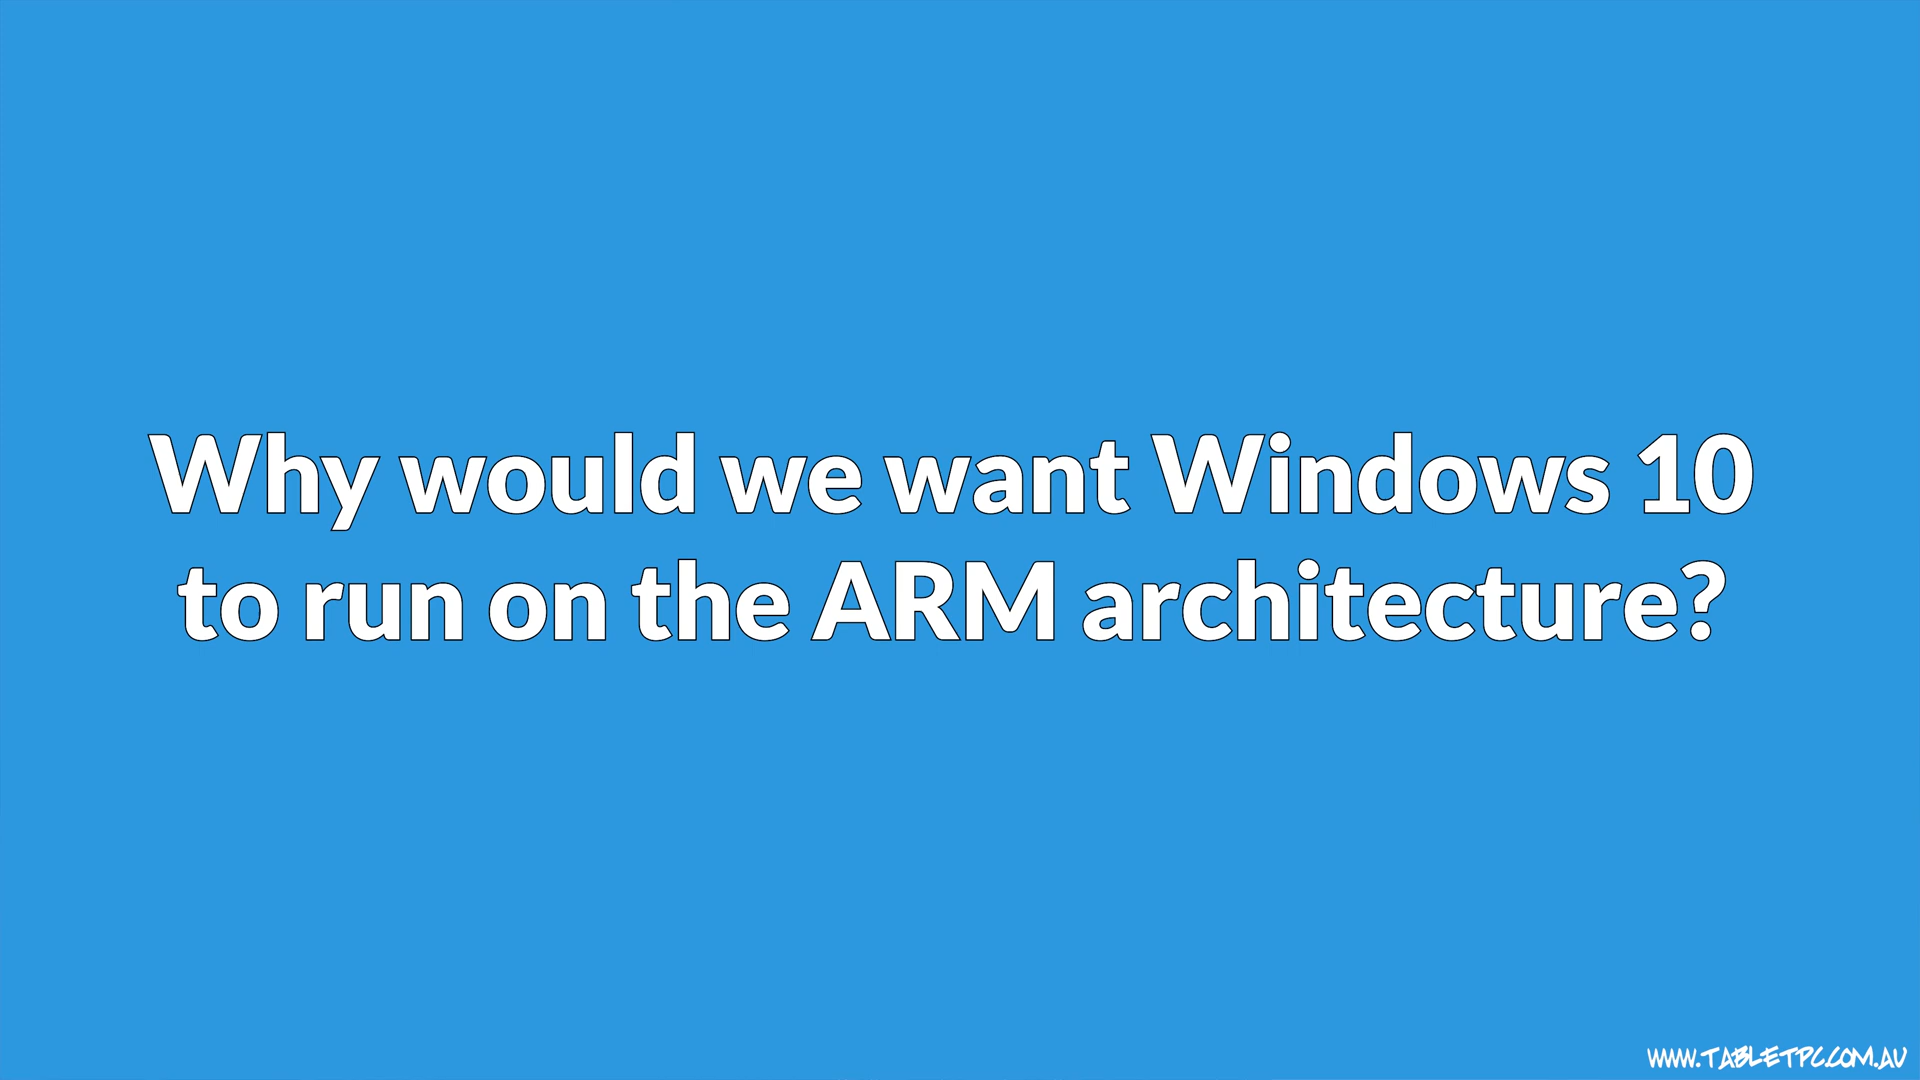 Why would we want Windows 10
to run on the ARM architecture?
WWW.TABLETPC.COM.AU